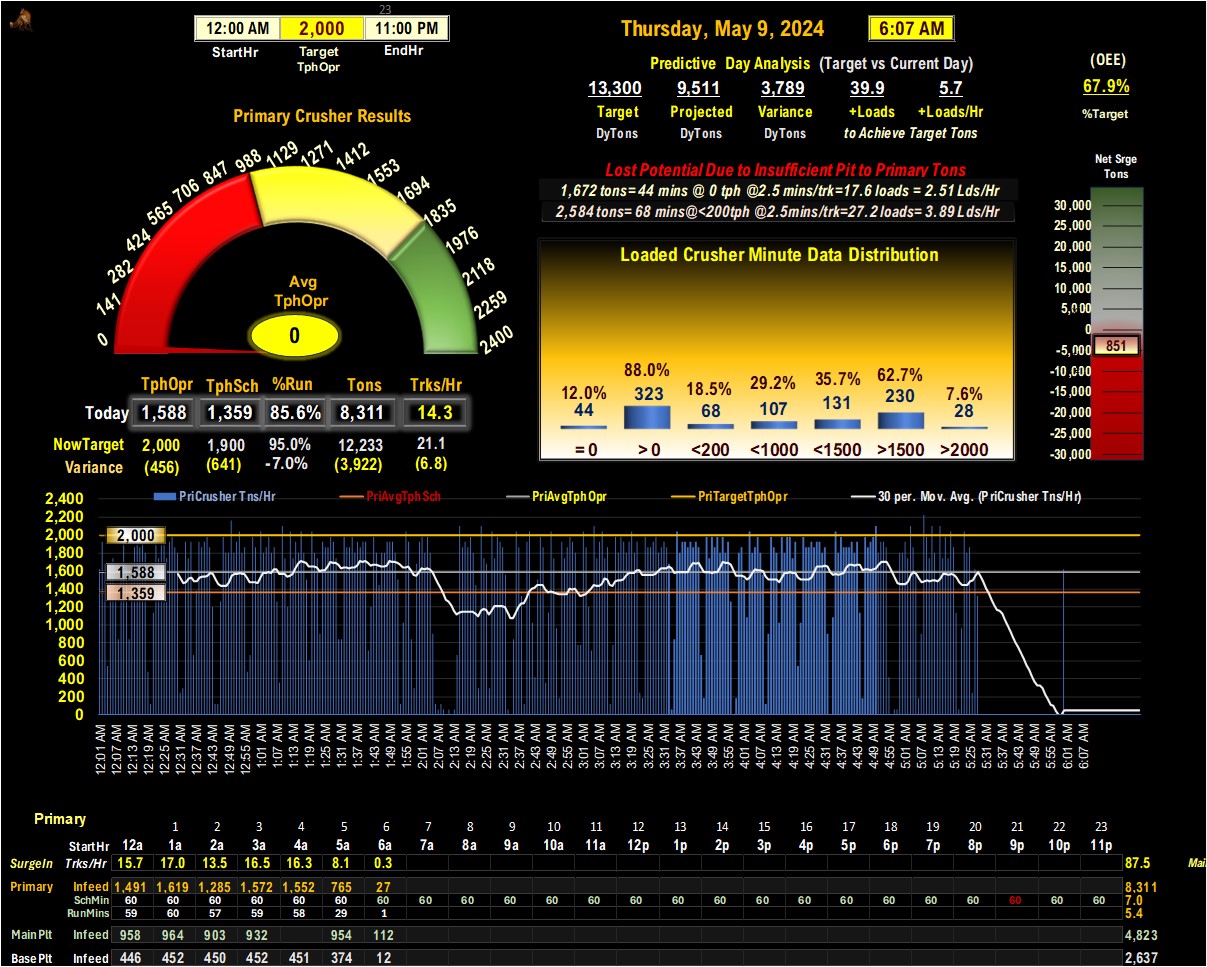 23
12:00 AM 2,000 11:00 PM
StartHr Target EndHr
TphOpr
Thursday, May 9, 2024 6:07 AM
Predictive Day Analysis (Target vs Current Day)
13,300 9,511 3,789 39.9 5.7
Target Projected Variance +Loads +Loads/Hr
DyTons DyTons DyTons to Achieve Target Tons
(OEE)
67.9%
%Target
Primary Crusher Results
0 141 282 424 565 706 847 988 1129 1271 1412 1553 1694 1835 1976 2118 2259 2400
Avg
TphOpr
0
Lost Potential Due to Insufficient Pit to Primary Tons
1,672 tons=44 mins @ 0 tph @2.5 mins/trk=17.6 loads = 2.51 Lds/Hr
2,584 tons= 68 mins@<200tph @2.5mins/trk=27.2 loads= 3.89 Lds/Hr
Net Srge
Tons
30,000
25,000
20,000
15,000
10,000
5,000
0
-5,000
-10,000
-15,000
-20,000
-25,000
-30,000
851
Loaded Crusher Minute Data Distribution
12.0% 88.0% 18.5% 29.2% 35.7% 62.7% 7.6%
44 323 68 107 131 230 28
= 0 > 0 <200 <1000 <1500 >1500 >2000
TphOpr TphSch %Run Tons Trks/Hr
Today 1,588 1,359 85.6% 8,311 14.3
NowTarget 2,000 1,900 95.0% 12,233 21.1
Variance (456) (641) -7.0% (3,922) (6.8)
PriCrusher Tns/Hr PriAvgTphSch PriAvgTphOpr PriTargetTphOpr 30 per. Mov. Avg. (PriCrusher Tns/Hr)
2,400
2,200
2,000
1,800
1,600
1,400
1,200
1,000
800
600
400
200
0
2,000
1,588
1,359
12:01 AM 12:07 AM 12:13 AM 12:19 AM 12:25 AM 12:31 AM 12:37 AM 12:43 AM 12:49 AM 12:55 AM 1:01 AM 1:07 AM 1:13 AM 1:19 AM 1:25 AM 1:31 AM 1:37 AM 1:43 AM 1:49 AM 1:55 AM 2:01 AM 2:07 AM 2:13 AM 2:19 AM 2:25 AM 2:31 AM 2:37 AM 2:43 AM 2:49 AM 2:55 AM 3:01 AM 3:07 AM 3:13 AM 3:19 AM 3:25 AM 3:31 AM 3:37 AM 3:43 AM 3:49 AM 3:55 AM 4:01 AM 4:07 AM 4:13 AM 4:19 AM 4:25 AM 4:31 AM 4:37 AM 4:43 AM 4:49 AM 4:55 AM 5:01 AM 5:07 AM 5:13 AM 5:19 AM 5:25 AM 5:31 AM 5:37 AM 5:43 AM 5:49 AM 5:55 AM 6:01 AM 6:07 AM
Primary
1 2 3 4 5 6 7 8 9 10 11 12 13 14 15 16 17 18 19 20 21 22 23
StartHr 12a 1a 2a 3a 4a 5a 6a 7a 8a 9a 10a 11a 12p 1p 2p 3p 4p 5p 6p 7p 8p 9p 10p 11p
SurgeIn Trks/Hr 15.7 17.0 13.5 16.5 16.3 8.1 0.3 87.5
Primary Infeed 1,491 1,619 1,285 1,572 1,552 765 27 8,311
SchMin 60 60 60 60 60 60 60 60 60 60 60 60 60 60 60 60 60 60 60 60 60 60 60 60 7.0
RunMins 59 60 57 59 58 29 1 5.4
MainPlt Infeed 958 964 903 932 954 112 4,823
BasePlt Infeed 446 452 450 452 451 374 12 2,637